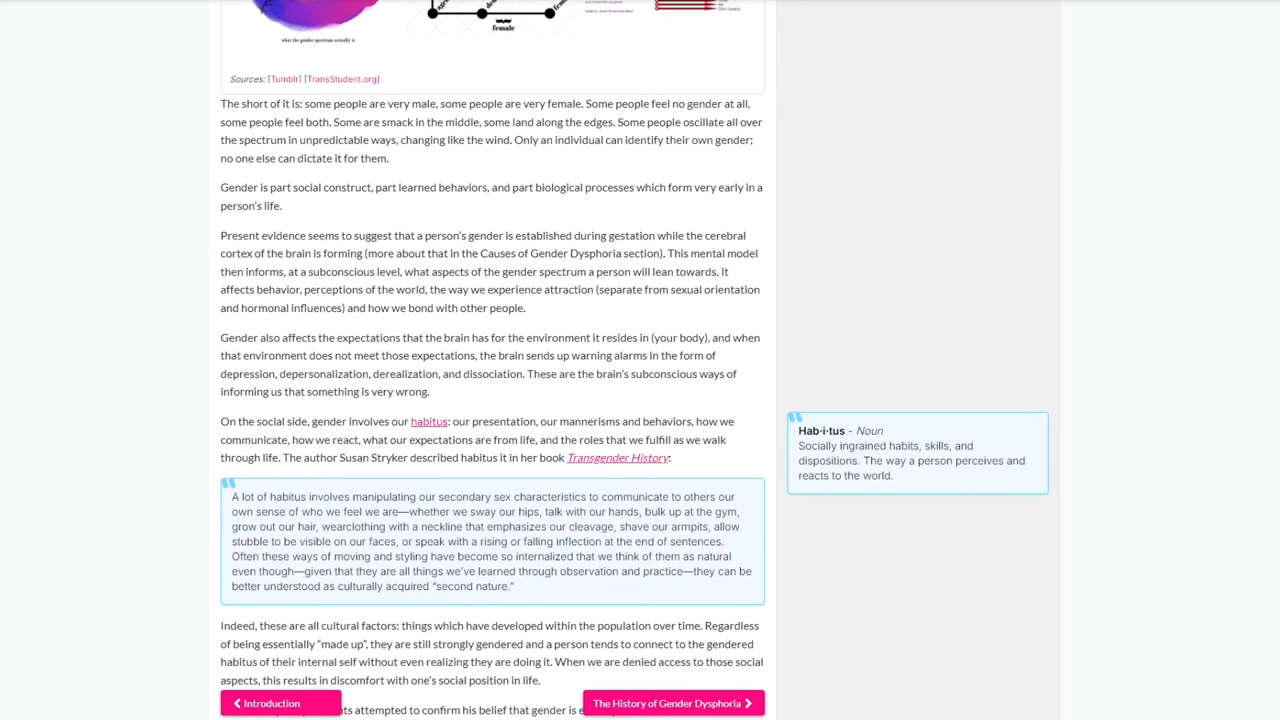 female
what the gender spectrum actually is
Sources: [Tumblr] [TransStudent.org]
The short of it is: some people are very male, some people are very female. Some people feel no gender at all,
some people feel both. Some are smack in the middle, some land along the edges. Some people oscillate all over
the spectrum in unpredictable ways, changing like the wind. Only an individual can identify their own gender;
no one else can dictate it for them.
Gender is part social construct, part learned behaviors, and part biological processes which form very early in a
person's life.
Present evidence seems to suggest that a person's gender is established during gestation while the cerebral
cortex of the brain is forming (more about that in the Causes of Gender Dysphoria section). This mental model
then informs, at a subconscious level, what aspects of the gender spectrum a person will lean towards. It
affects behavior, perceptions of the world, the way we experience attraction (separate from sexual orientation
and hormonal influences) and how we bond with other people.
Gender also affects the expectations that the brain has for the environment it resides in (your body), and when
that environment does not meet those expectations, the brain sends up warning alarms in the form of
depression, depersonalization, derealization, and dissociation. These are the brain's subconscious ways of
informing us that something is very wrong.
On the social side, gender involves our habitus: our presentation, our mannerisms and behaviors, how we
communicate, how we react, what our expectations are from life, and the roles that we fulfill as we walk
through life. The author Susan Stryker described habitus it in her book Transgender History:
Hab·i·tus - Noun
Socially ingrained habits, skills, and
dispositions. The way a person perceives and
reacts to the world.
A lot of habitus involves manipulating our secondary sex characteristics to communicate to others our
own sense of who we feel we are—whether we sway our hips, talk with our hands, bulk up at the gym,
grow out our hair, wearclothing with a neckline that emphasizes our cleavage, shave our armpits, allow
stubble to be visible on our faces, or speak with a rising or falling inflection at the end of sentences.
Often these ways of moving and styling have become so internalized that we think of them as natural
even though—given that they are all things we've learned through observation and practice—they can be
better understood as culturally acquired "second nature."
Indeed, these are all cultural factors: things which have developed within the population over time. Regardless
of being essentially "made up", they are still strongly gendered and a person tends to connect to the gendered
habitus of their internal self without even realizing they are doing it. When we are denied access to those social
aspects, this results in discomfort with one's social position in life.
Introduction
attempted to confirm his belief that gender is
The History of Gender Dysphoria